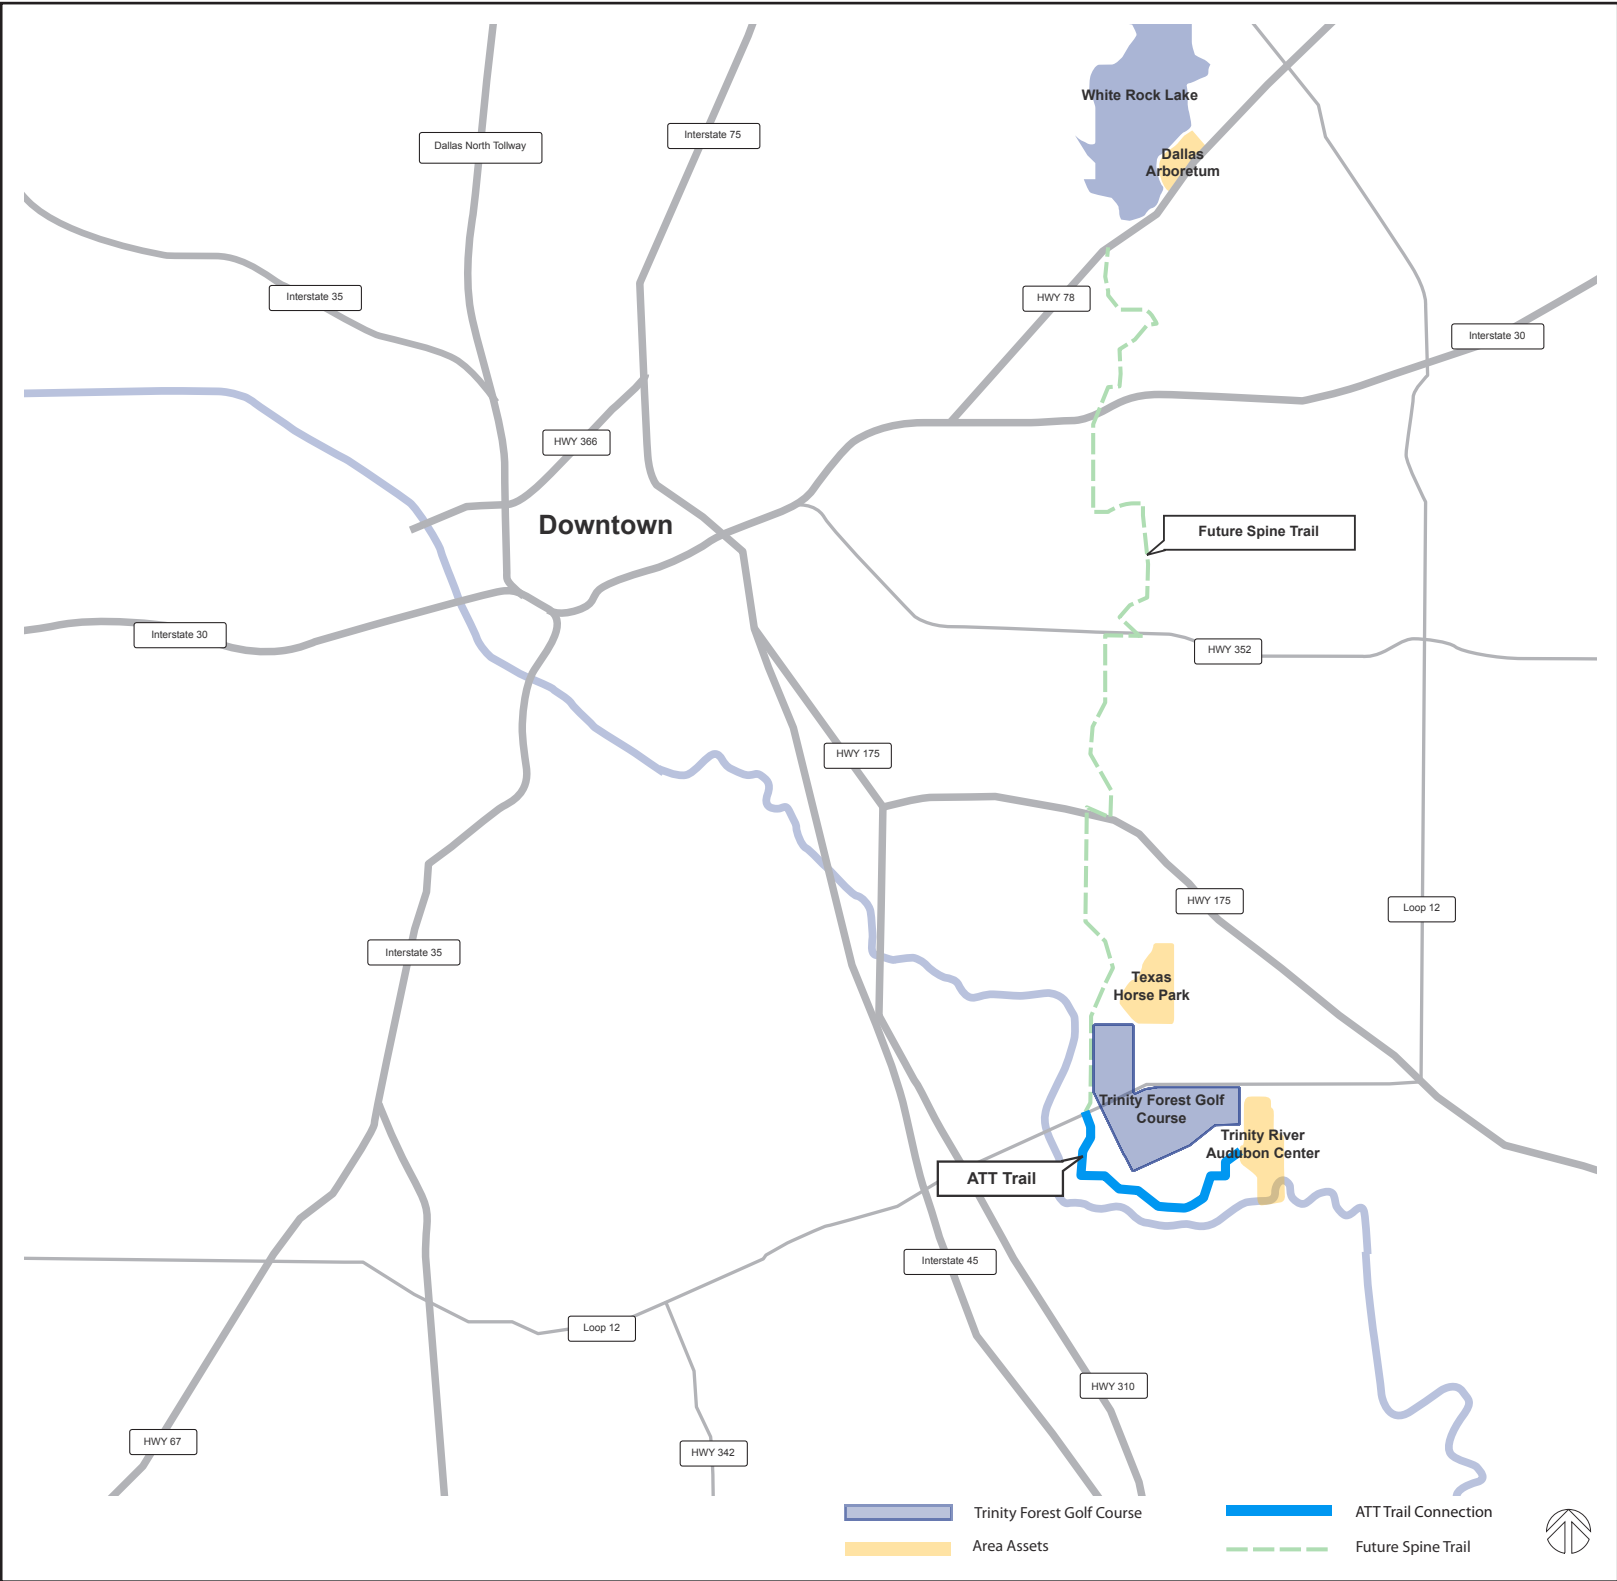 White Rock Lake
Interstate 75
Dallas North Tollway
Dallas
Arboretum
Interstate 35
HWY 78
Interstate 30
HWY 366
Downtown
Future Spine Trail
Interstate 30
HWY 352
HWY 175
HWY 175
Loop 12
Interstate 35
Texas
Horse Park
Trinity Forest Golf
Course
Trinity River
Audubon Center
ATT Trail
Interstate 45
Loop 12
HWY 310
HWY 67
HWY 342
Trinity Forest Golf Course
ATT Trail Connection
Area Assets
Future Spine Trail